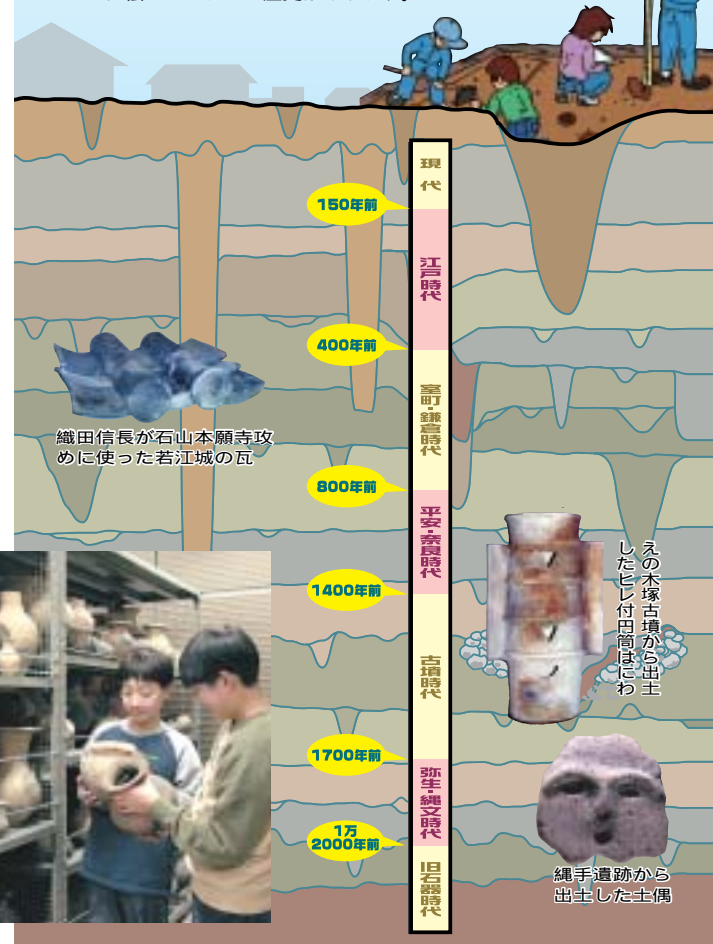 現代
150年前
江戸時代
400年前
室町・鎌倉時代
織田信長が石山本願寺攻
めに使った若江城の瓦
800年前
平安・奈良時代
1400年前
えの木塚古墳から出土
したヒレ付円筒はにわ
古墳時代
1700年前
弥生・縄文時代
1万
2000年前
旧石器時代
縄手遺跡から
出土した土偶